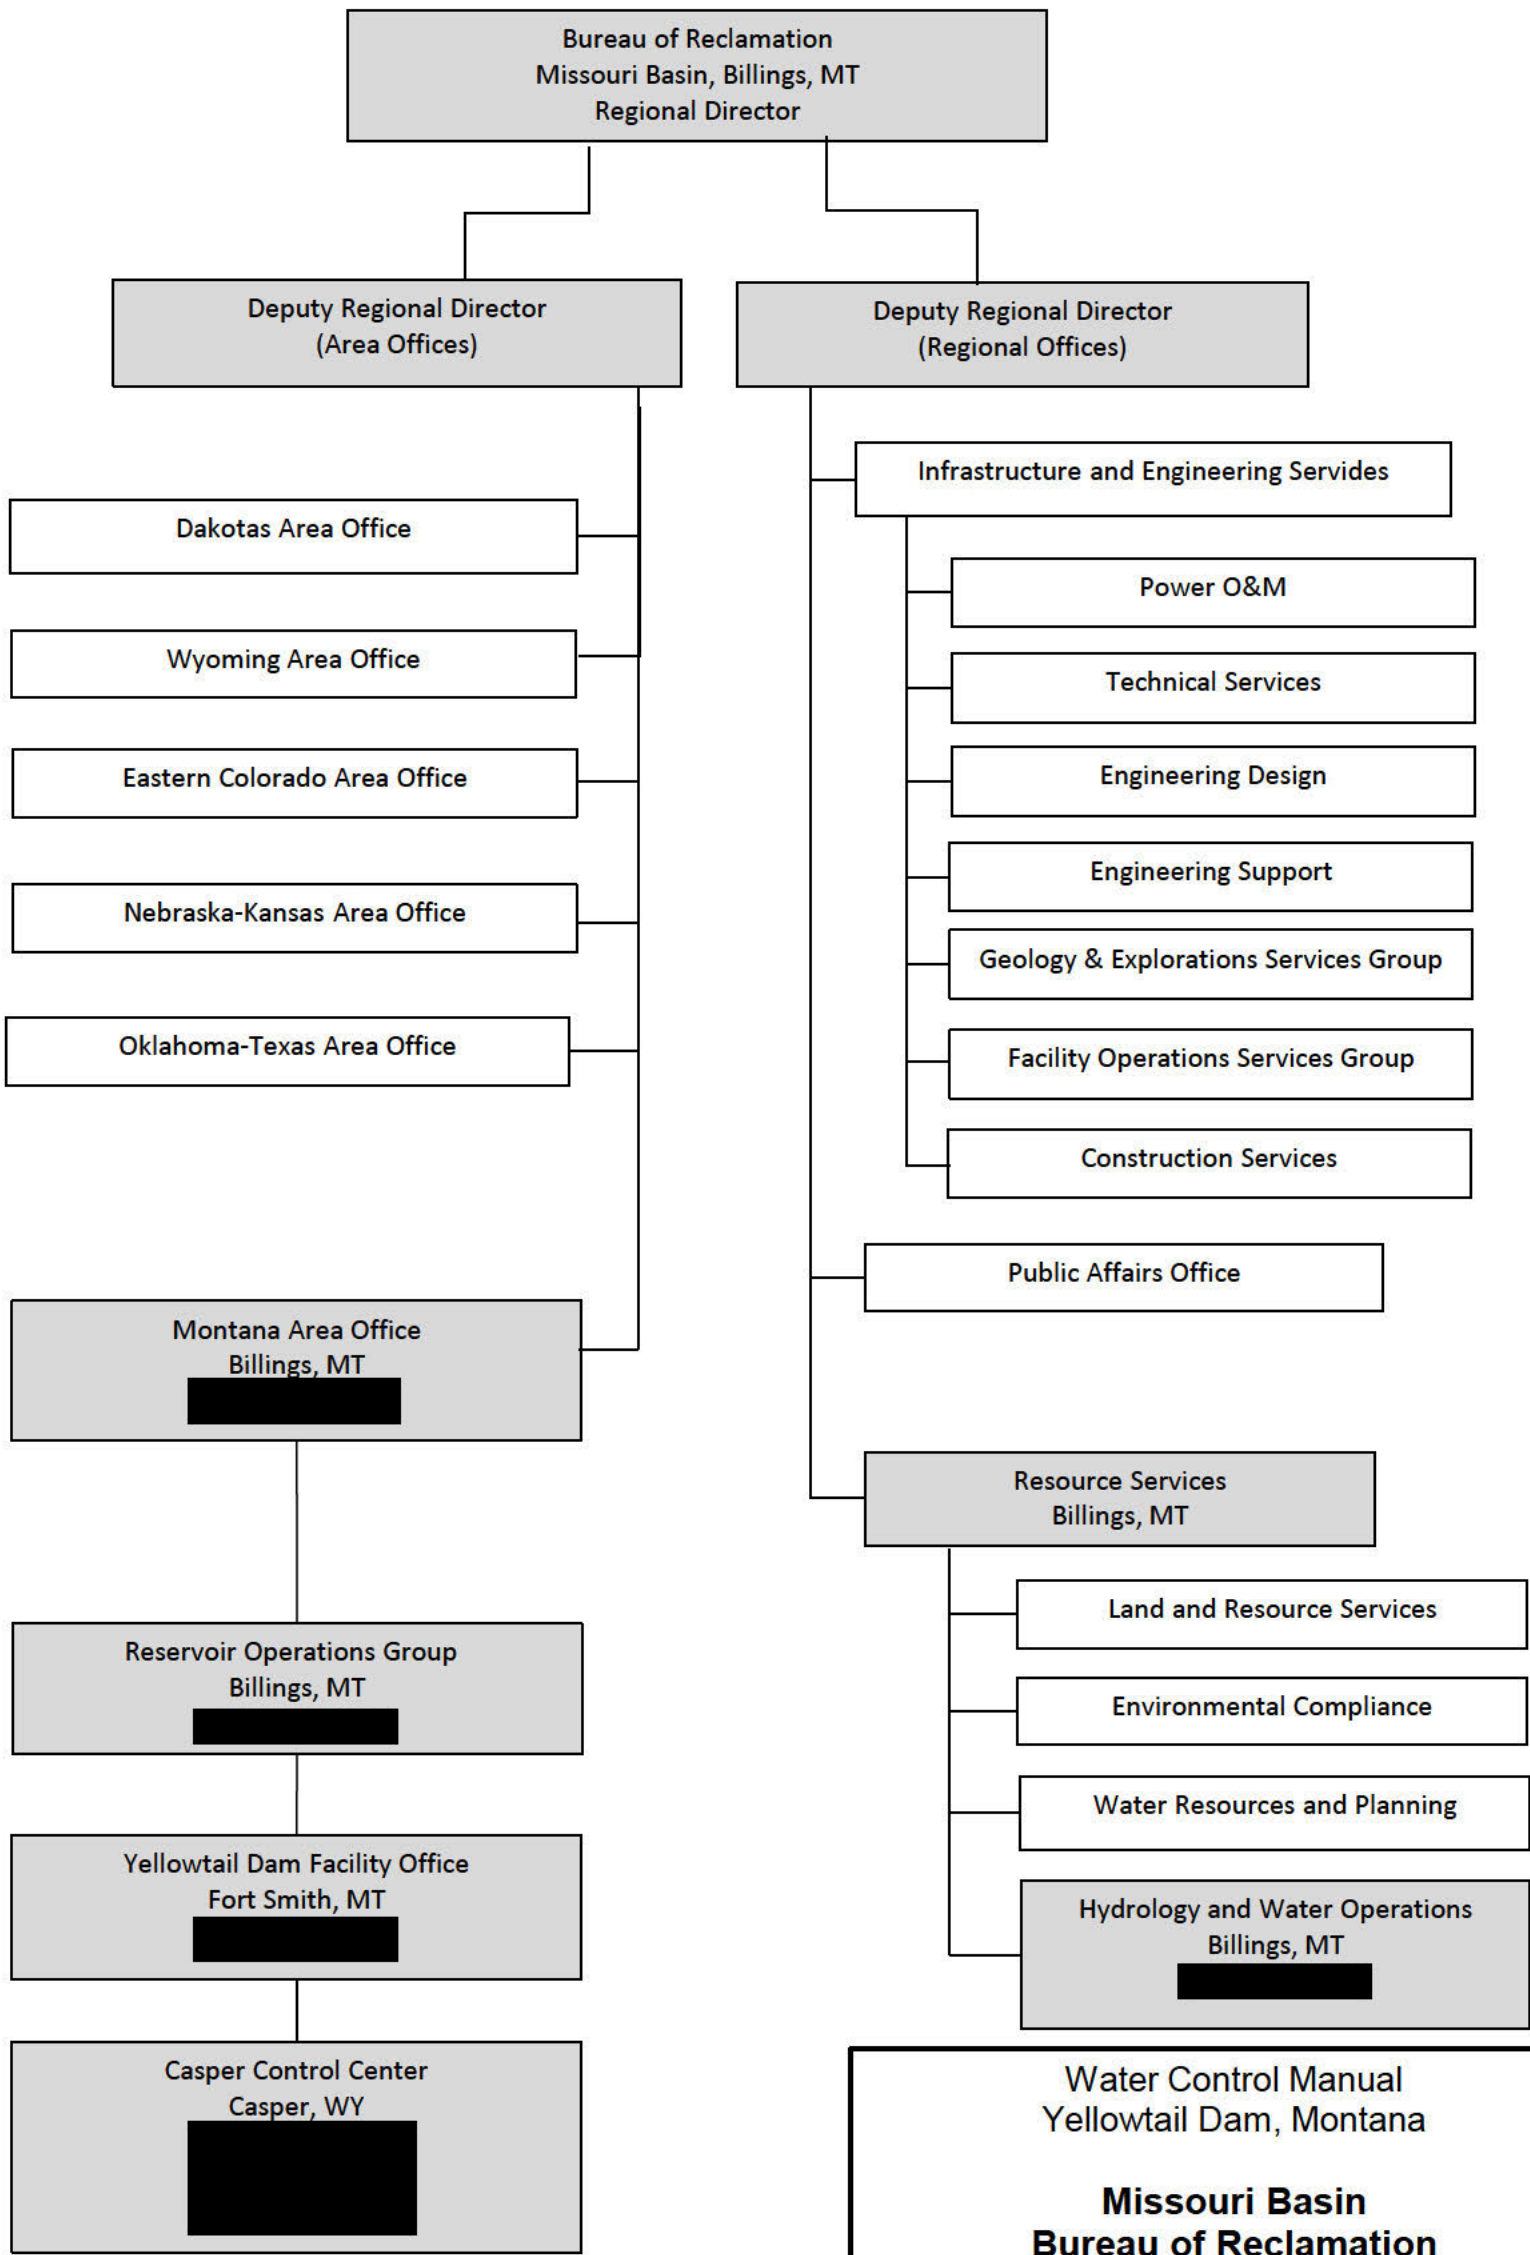 Bureau of Reclamation
Missouri Basin, Billings, MT
Regional Director
Deputy Regional Director
(Area Offices)
Dakotas Area Office
Wyoming Area Office
Eastern Colorado Area Office
Nebraska-Kansas Area Office
Oklahoma-Texas Area Office
Montana Area Office
Billings, MT
Reservoir Operations Group
Billings, MT
Yellowtail Dam Facility Office
Fort Smith, MT
Casper Control Center
Casper, WY
Deputy Regional Director
(Regional Offices)
Infrastructure and Engineering Servides
Power O&M
Technical Services
Engineering Design
Engineering Support
Geology & Explorations Services Group
Facility Operations Services Group
Construction Services
Public Affairs Office
Resource Services
Billings, MT
Land and Resource Services
Environmental Compliance
Water Resources and Planning
Hydrology and Water Operations
Billings, MT
Water Control Manual
Yellowtail Dam, Montana
Missouri Basin
Bureau of Reclamation